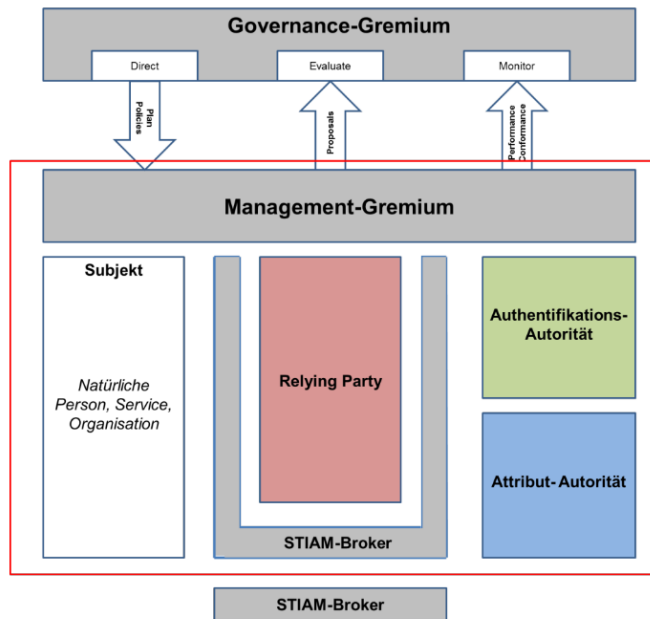 Governance-Gremium
Direct
Evaluate
Monitor
Plan
Policies
Proposals
Performance
Conformance
Management-Gremium
Subjekt
Natürliche
Person, Service,
Organisation
Relying Party
Authentifikations-
Autorität
Attribut- Autorität
STIAM-Broker
STIAM-Broker